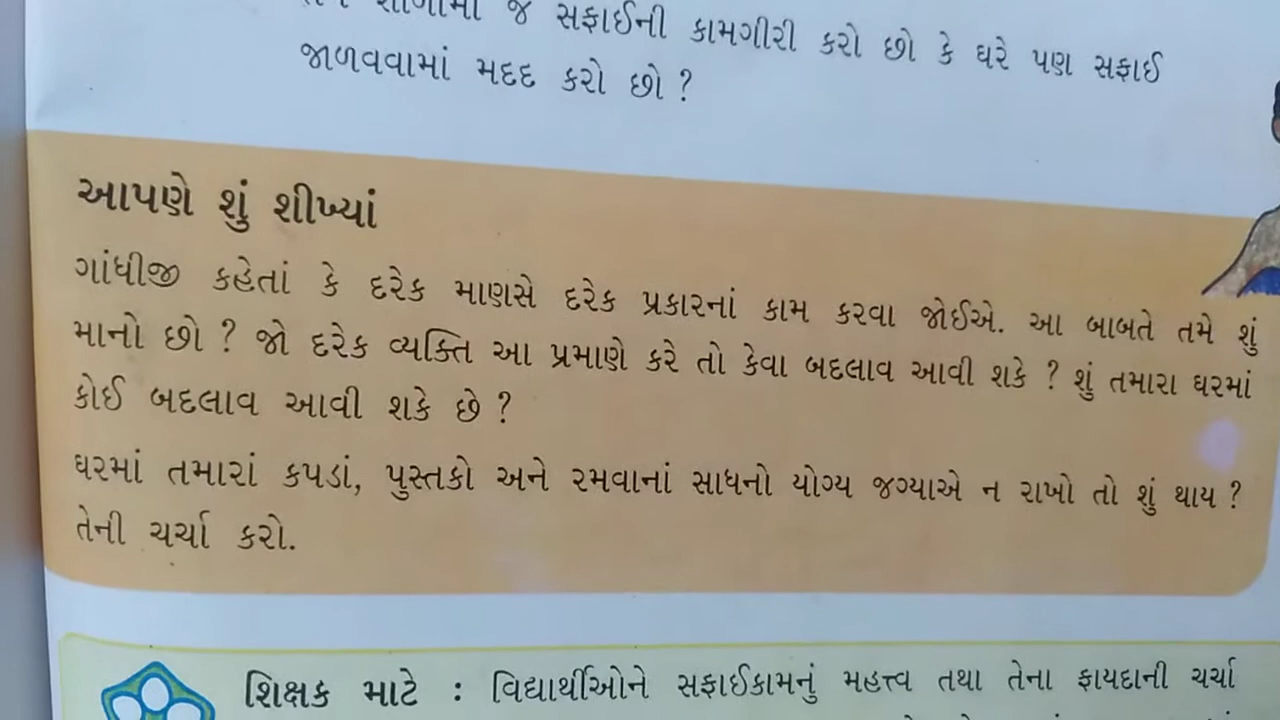 જ સફાઈની કામગીરી કરો છો કે ઘરે પણ સફાઈ
જાળવવામાં મદદ કરો છો ?
આપણે શું શીખ્યાં
ગાંધીજી કહેતાં કે દરેક માણસે દરેક પ્રકારનાં કામ કરવા જોઈએ. આ બાબતે તમે શું
માનો છો ? જો દરેક વ્યક્તિ આ પ્રમાણે કરે તો કેવા બદલાવ આવી શકે ? શું તમારા ઘરમાં
કોઈ બદલાવ આવી શકે છે ?
ઘરમાં તમારાં કપડાં, પુસ્તકો અને રમવાનાં સાધનો યોગ્ય જગ્યાએ ન રાખો તો શું થાય ?
તેની ચર્ચા કરો.
શિક્ષક માટે : વિદ્યાર્થીઓને સફાઈકામનું મહત્ત્વ તથા તેના ફાયદાની ચર્ચા